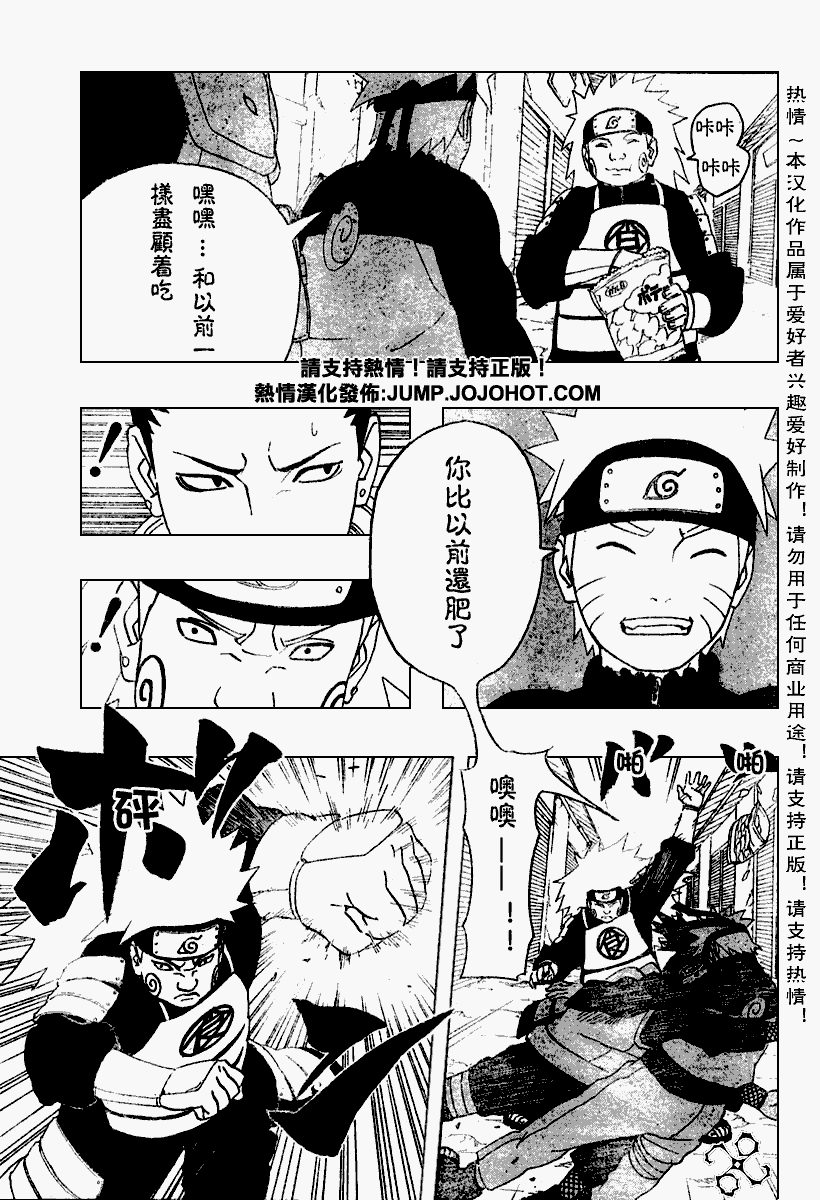 咔咔
咔咔
嘿嘿…和以前一
樣盡顧着吃
ポテピ
請支持熱情！請支持正版！
熱情漢化發佈:JUMP.JOJOHOT.COM
你比以前還肥了
啪
啪
噢噢——！！
砰
热情~本汉化作品属于爱好者兴趣爱好制作！请勿用于任何商业用途！请支持正版！请支持热情！